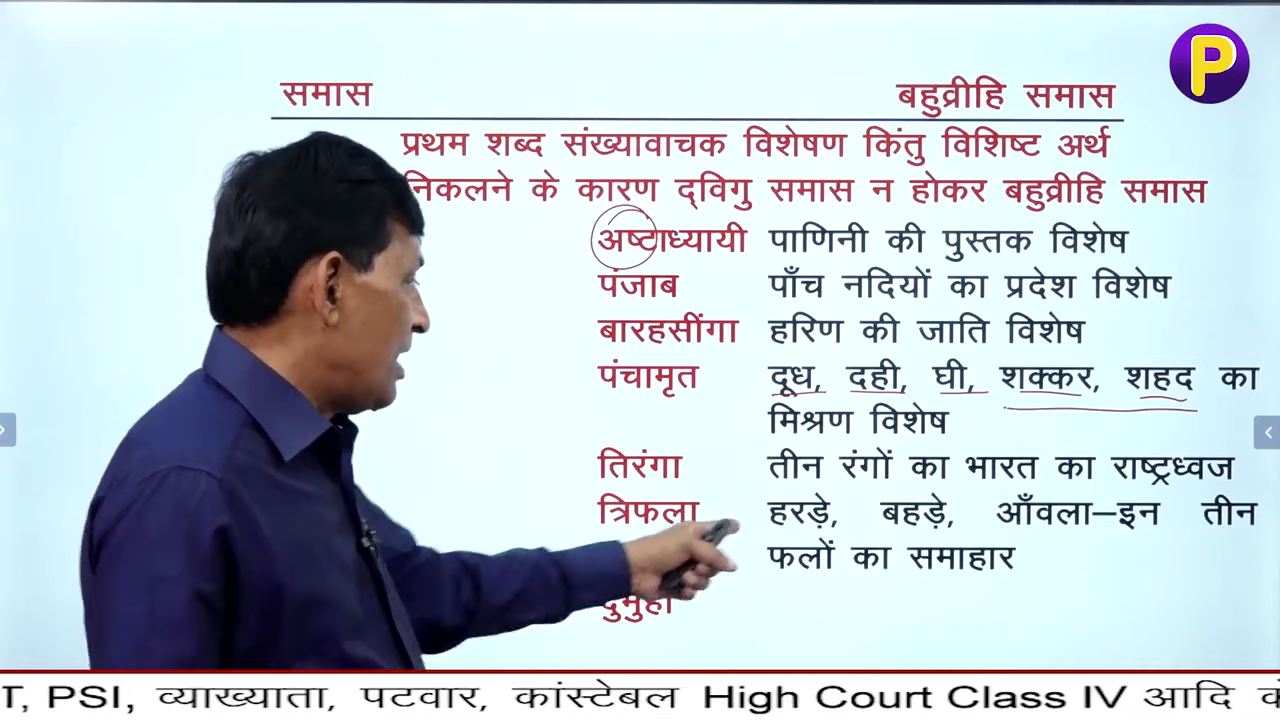 P
समास बहुव्रीहि समास
प्रथम शब्द संख्यावाचक विशेषण किंतु विशिष्ट अर्थ
निकलने के कारण द्विगु समास न होकर बहुव्रीहि समास
अष्टाध्यायी पाणिनी की पुस्तक विशेष
पंजाब पाँच नदियों का प्रदेश विशेष
बारहसींगा हरिण की जाति विशेष
पंचामृत दूध, दही, घी, शक्कर, शहद का
मिश्रण विशेष
तिरंगा तीन रंगों का भारत का राष्ट्रध्वज
त्रिफला हरड़े, बहड़े, आँवला–इन तीन
फलों का समाहार
दुमुहा
T, PSI, व्याख्याता, पटवार, कांस्टेबल High Court Class IV आदि